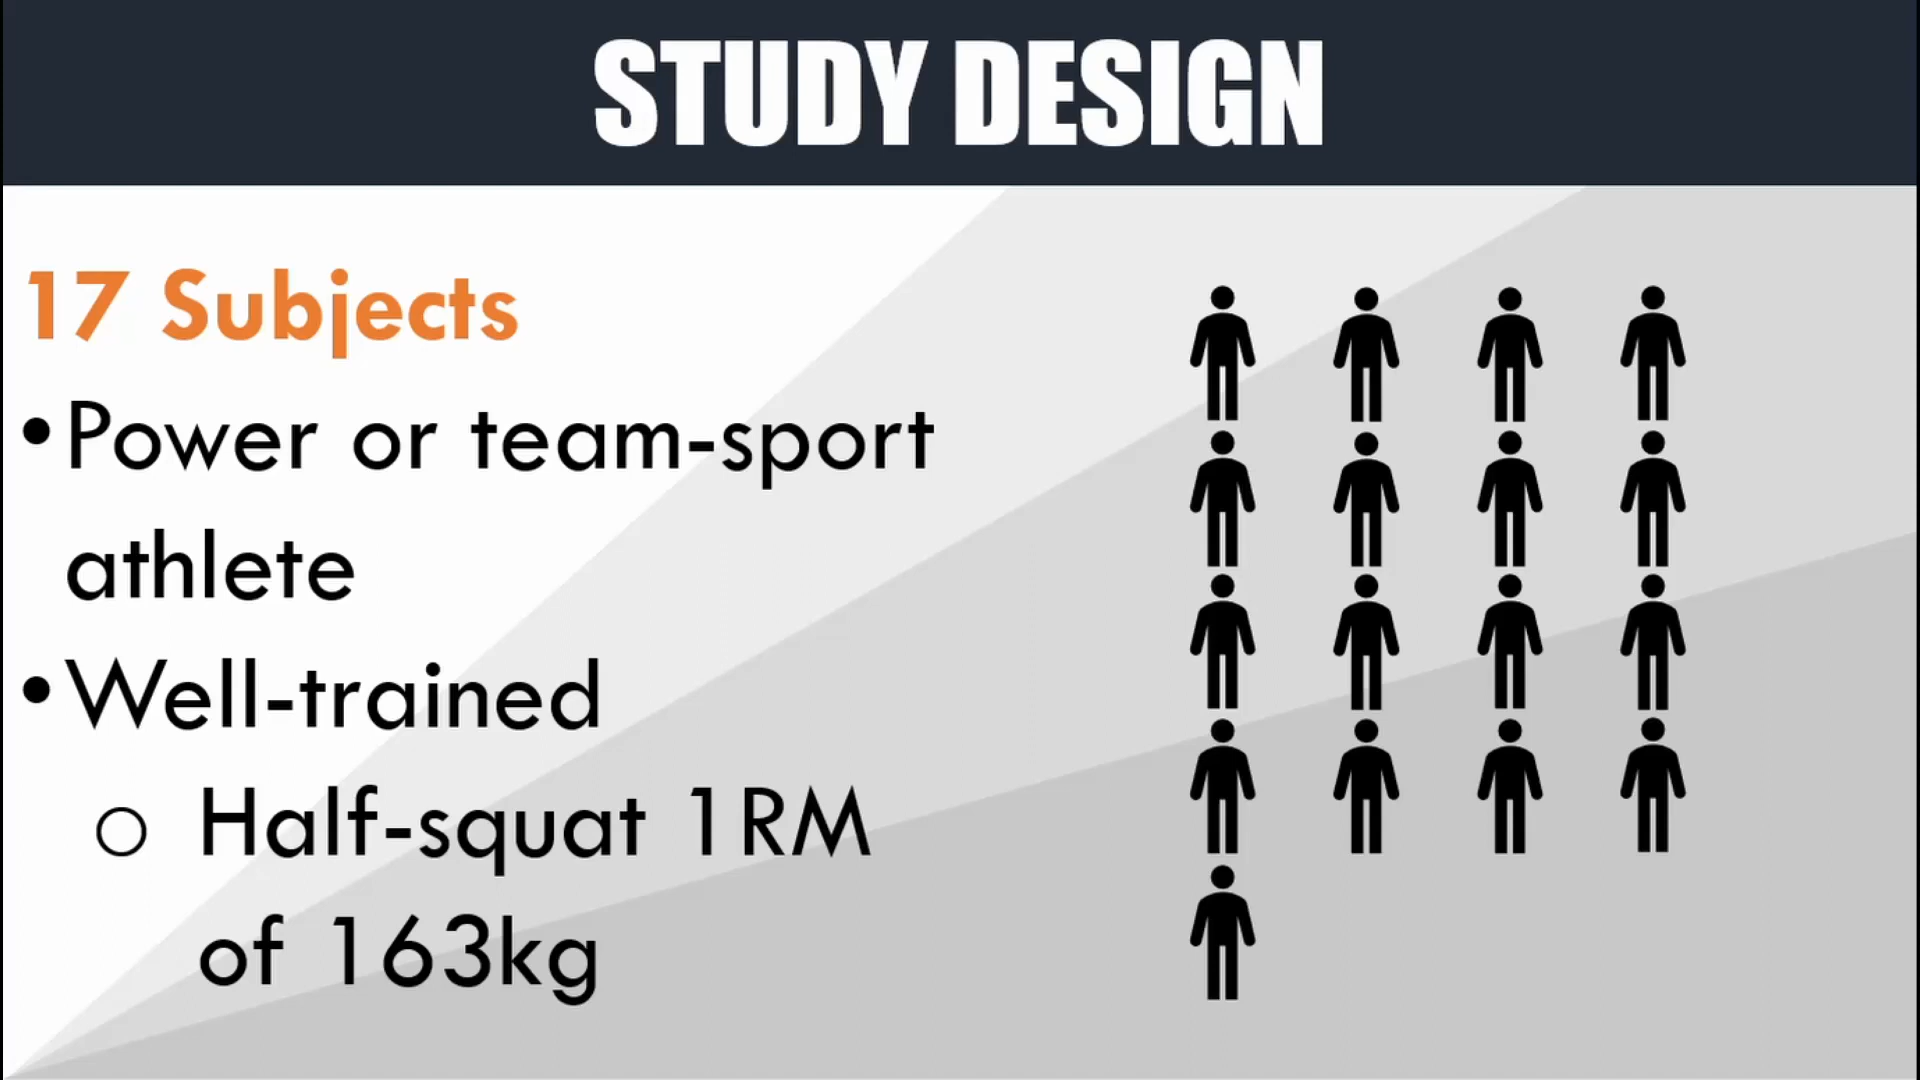 STUDY DESIGN
17 Subjects
•Power or team-sport
athlete
•Well-trained
o Half-squat 1RM
of 163kg